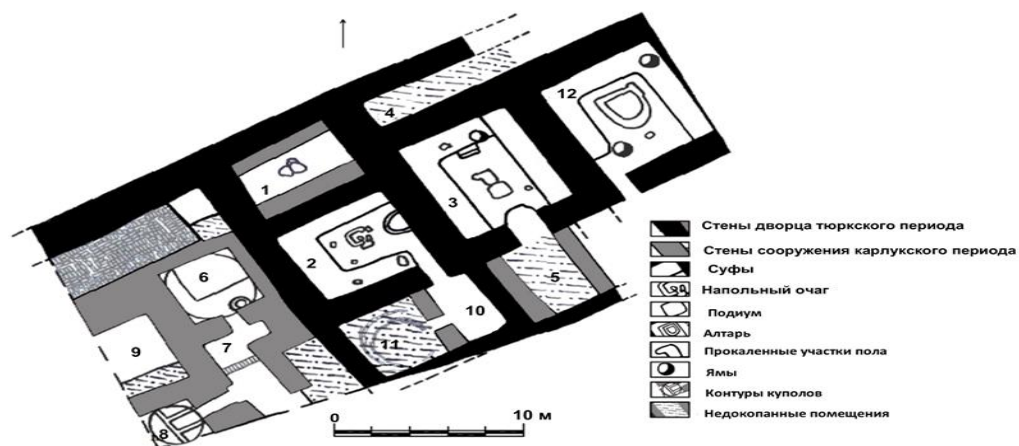 12
4
1
3
2
6
5
10
7
11
9
8
0 10 м
Стены дворца тюркского периода
Стены сооружения карлукского периода
Суфы
Напольный очаг
Подиум
Алтарь
Прокаленные участки пола
Ямы
Контуры куполов
Недокопанные помещения